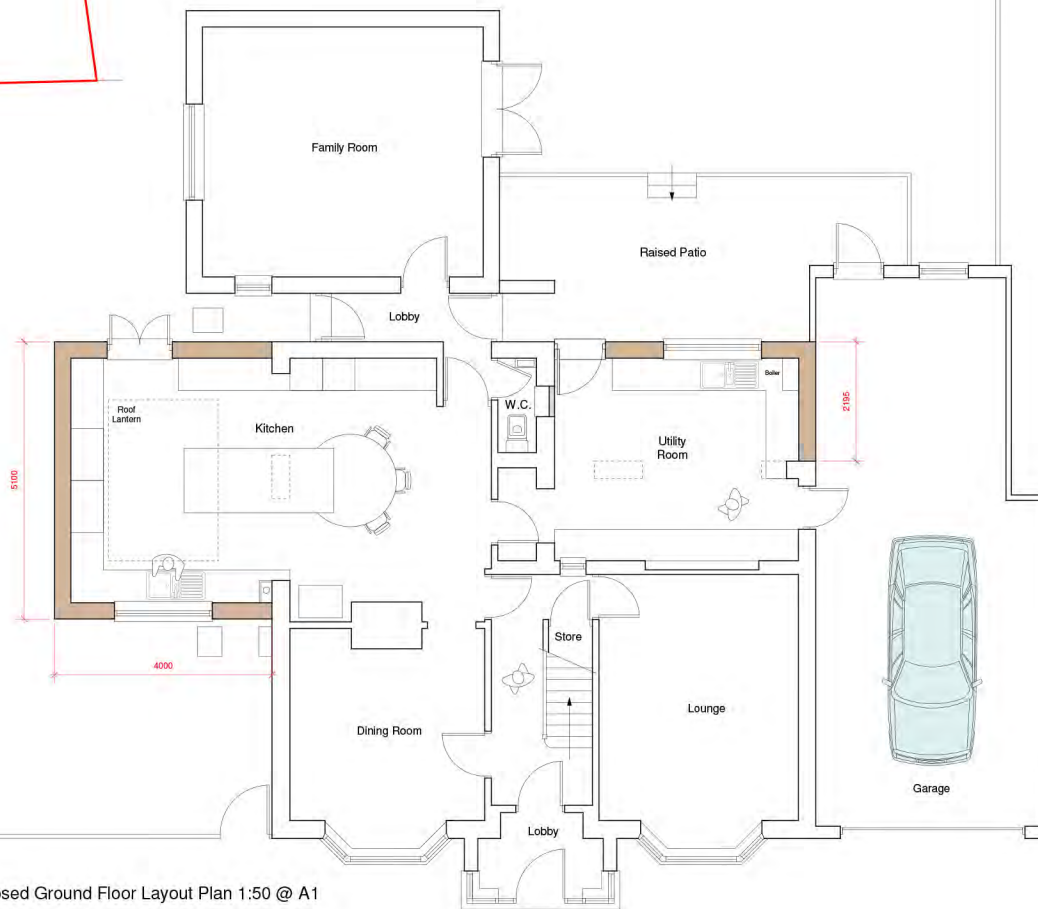 Family Room
Raised Patio
Lobby
Roof
Lantern
Kitchen
W.C.
Boiler
Utility
Room
2195
5100
4000
Store
Dining Room
Lounge
Garage
Lobby
osed Ground Floor Layout Plan 1:50 @ A1